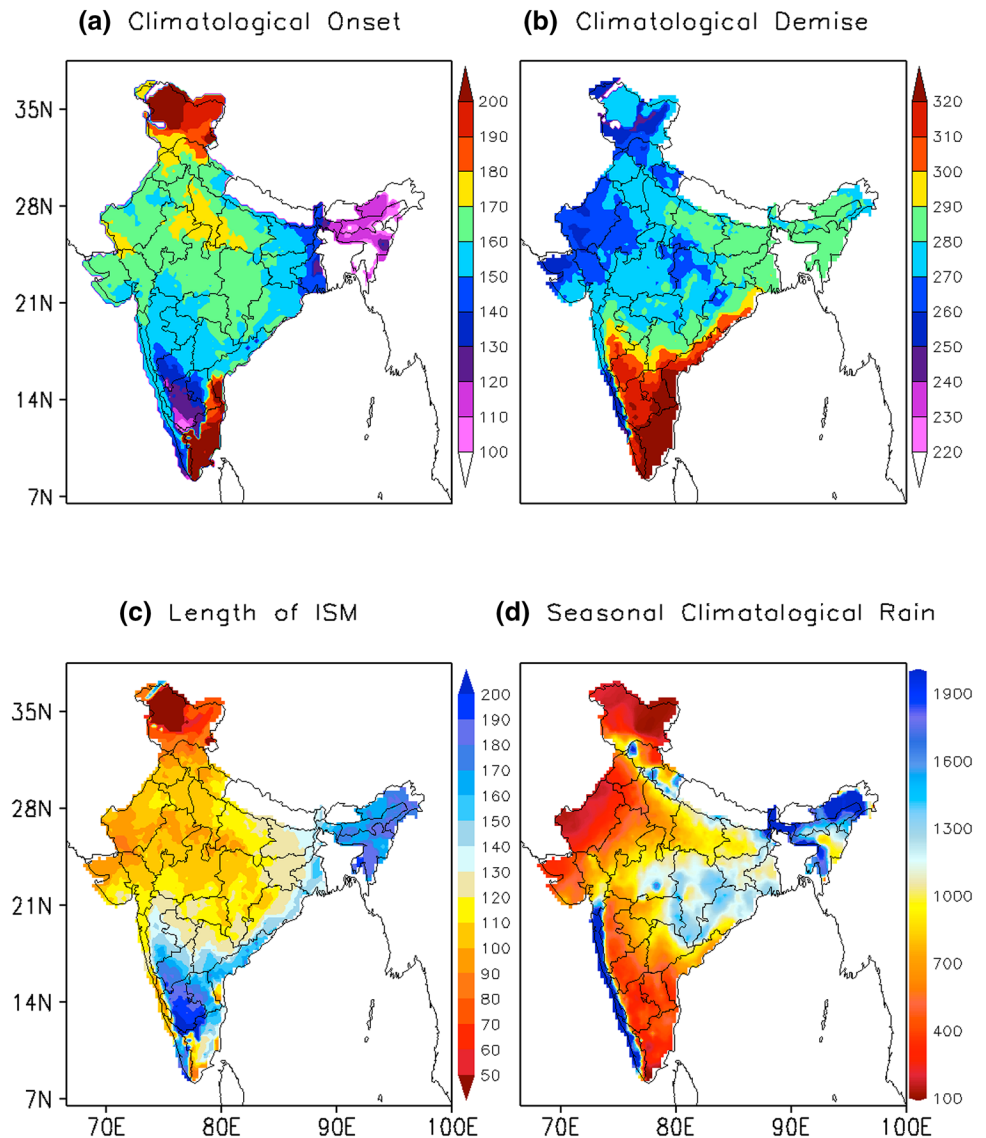 (a) Climatological Onset
35N
28N
21N
14N
7N
200
190
180
170
160
150
140
130
120
110
100
(b) Climatological Demise
320
310
300
290
280
270
260
250
240
230
220
(c) Length of ISM
35N
28N
21N
14N
7N
70E
80E
90E
100E
200
190
180
170
160
150
140
130
120
110
100
90
80
70
60
50
(d) Seasonal Climatological Rain
70E
80E
90E
100E
1900
1600
1300
1000
700
400
100